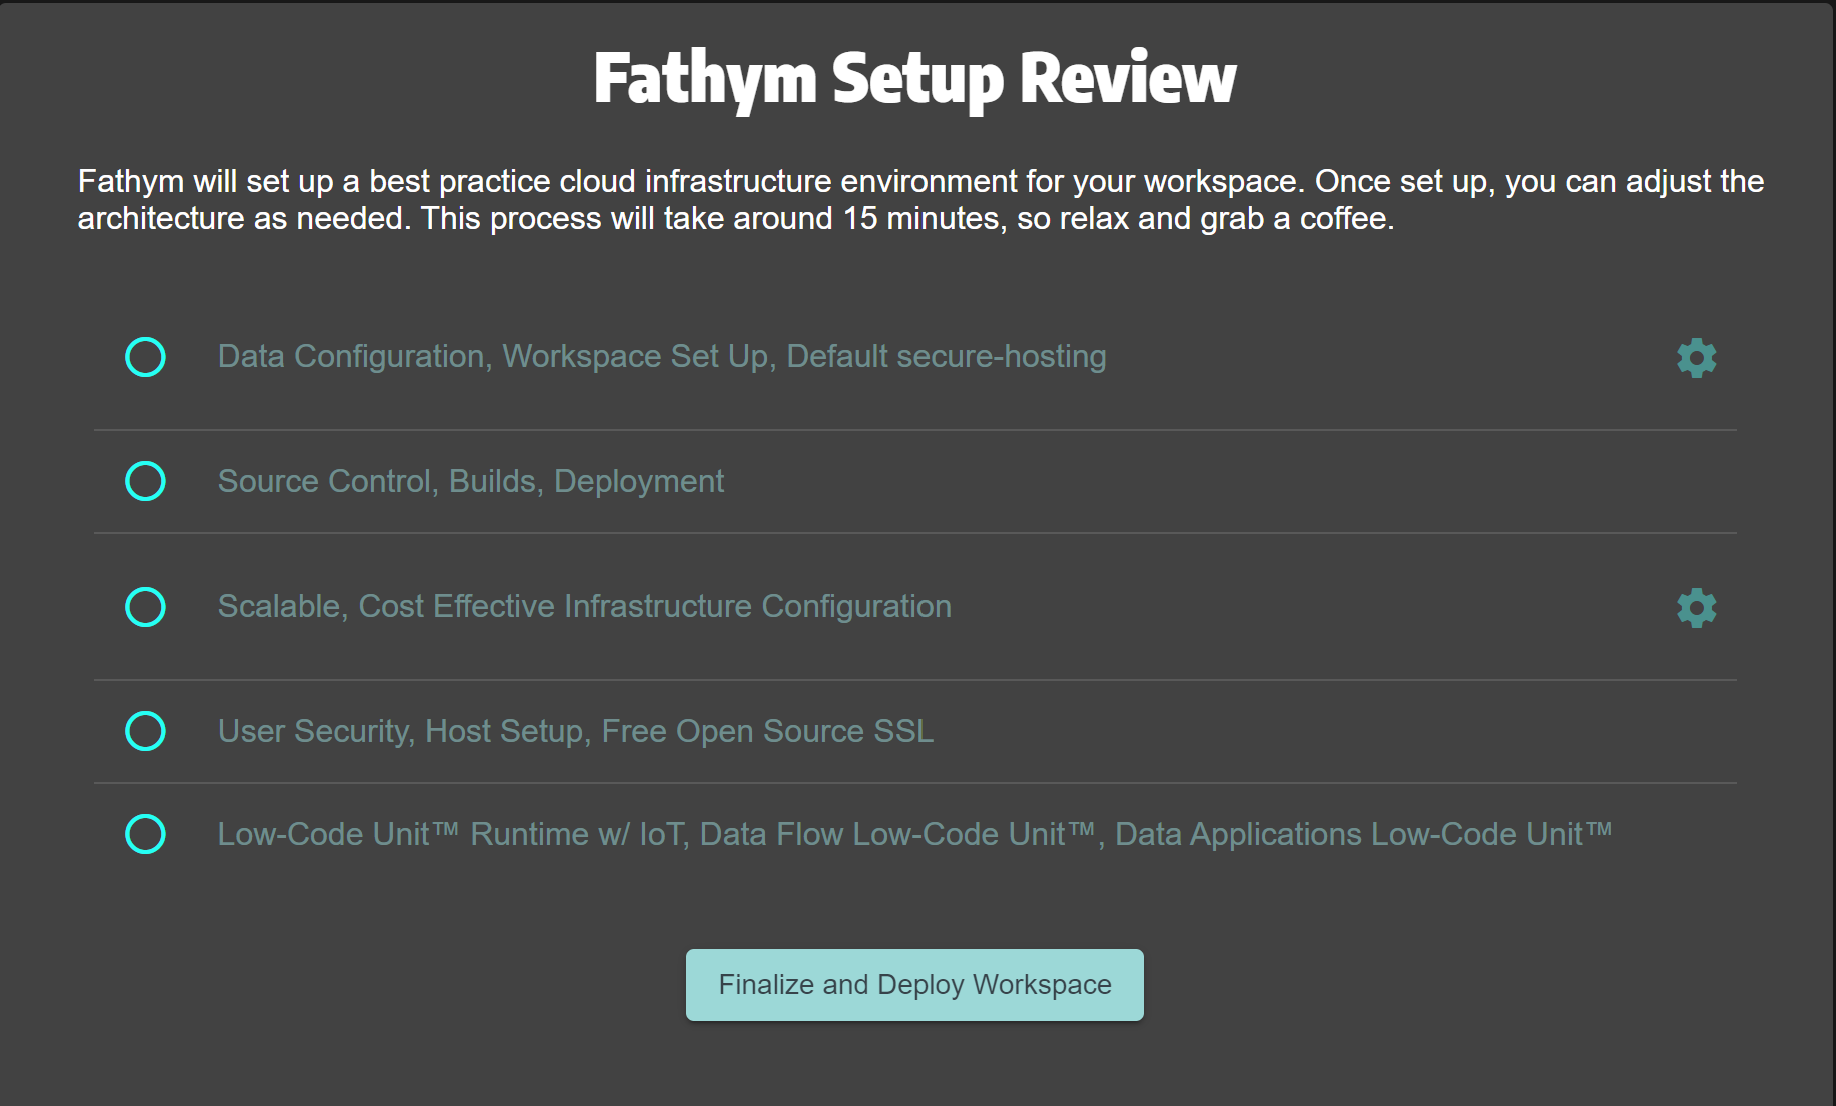 Fathym Setup Review
Fathym will set up a best practice cloud infrastructure environment for your workspace. Once set up, you can adjust the
architecture as needed. This process will take around 15 minutes, so relax and grab a coffee.
Data Configuration, Workspace Set Up, Default secure-hosting
Source Control, Builds, Deployment
Scalable, Cost Effective Infrastructure Configuration
User Security, Host Setup, Free Open Source SSL
Low-Code Unit™ Runtime w/ IoT, Data Flow Low-Code Unit™, Data Applications Low-Code Unit™
Finalize and Deploy Workspace